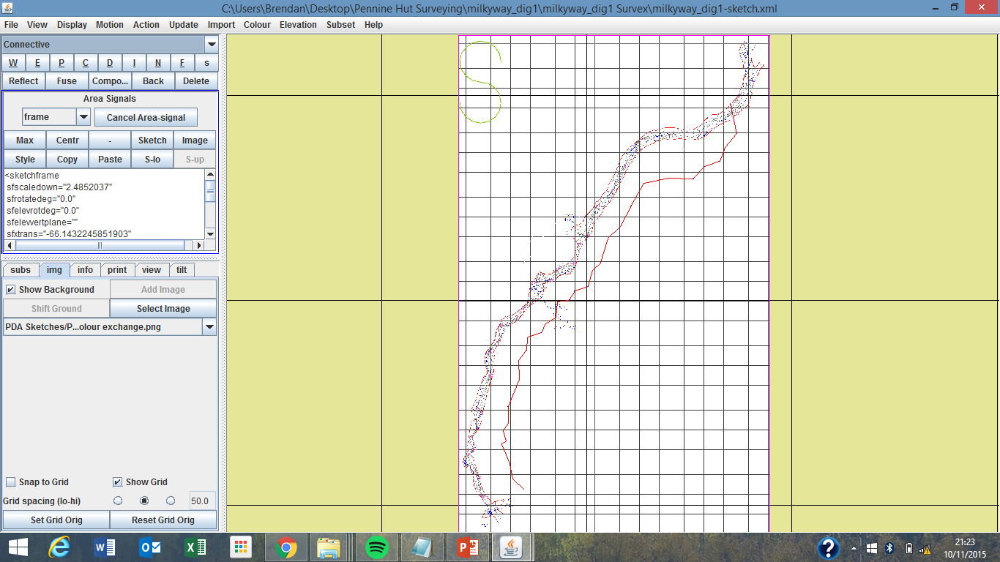 C:\Users\Brendan\Desktop\Pennine Hut Surveying\milkyway_dig1\milkyway_dig1 Survex\milkyway_dig1-sketch.xml
File View Display Motion Action Update Import Colour Elevation Subset Help
Connective
W E P C D I N F s
Reflect Fuse Compo... Back Delete
Area Signals
frame Cancel Area-signal
Max Centr - Sketch Image
Style Copy Paste S-lo S-up
<sketchframe
sfscaledown="2.4852037"
sfrotatedeg="0.0"
sfelevrotdeg="0.0"
sfelevvertplane=""
sfxtrans="-66.1432245851903"
subs img info print view tilt
Show Background Add Image
Shift Ground Select Image
PDA Sketches/P...olour exchange.png
Snap to Grid Show Grid
Grid spacing (lo-hi) 50.0
Set Grid Orig Reset Grid Orig
21:23
10/11/2015